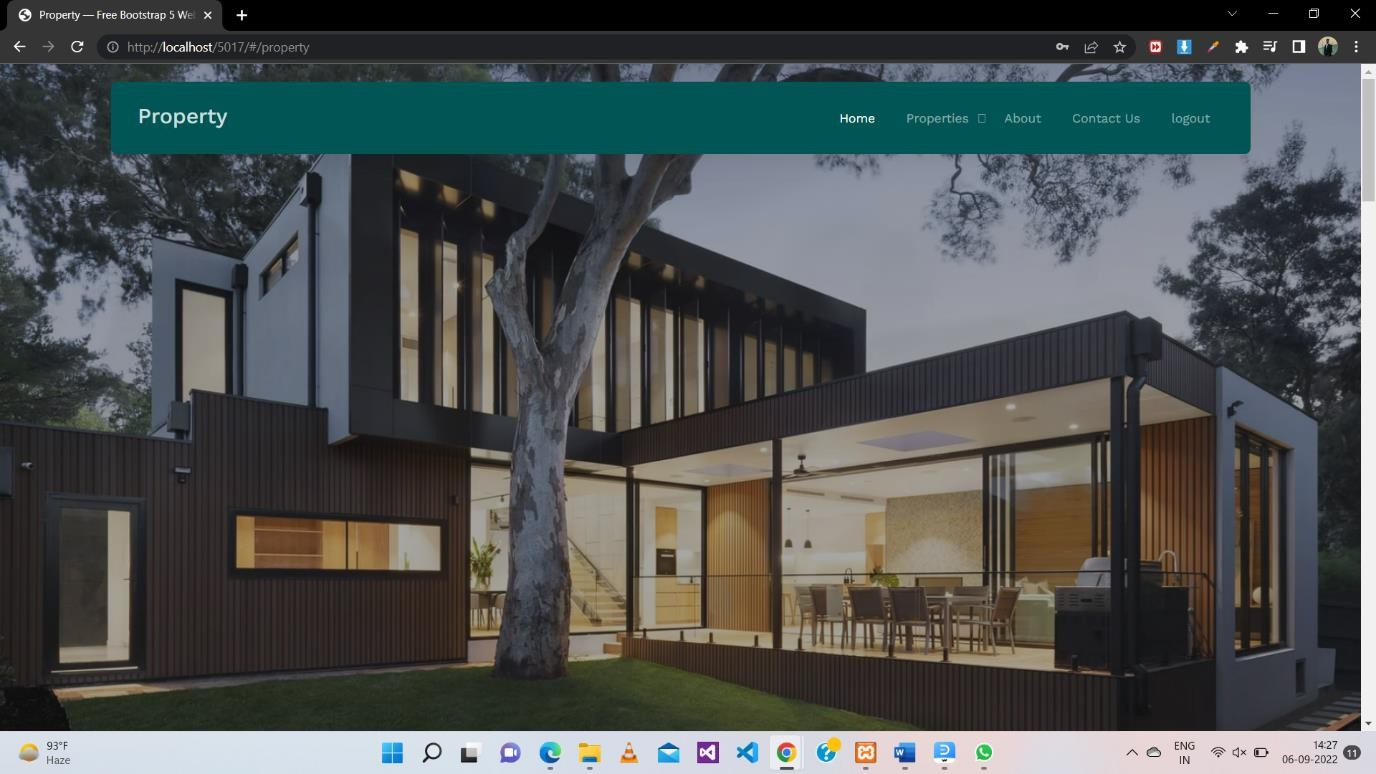 Property — Free Bootstrap 5 We
http://localhost/5017/#/property
Property
Home Properties About Contact Us logout
93°F
Haze
ENG
IN
14:27
06-09-2022
11